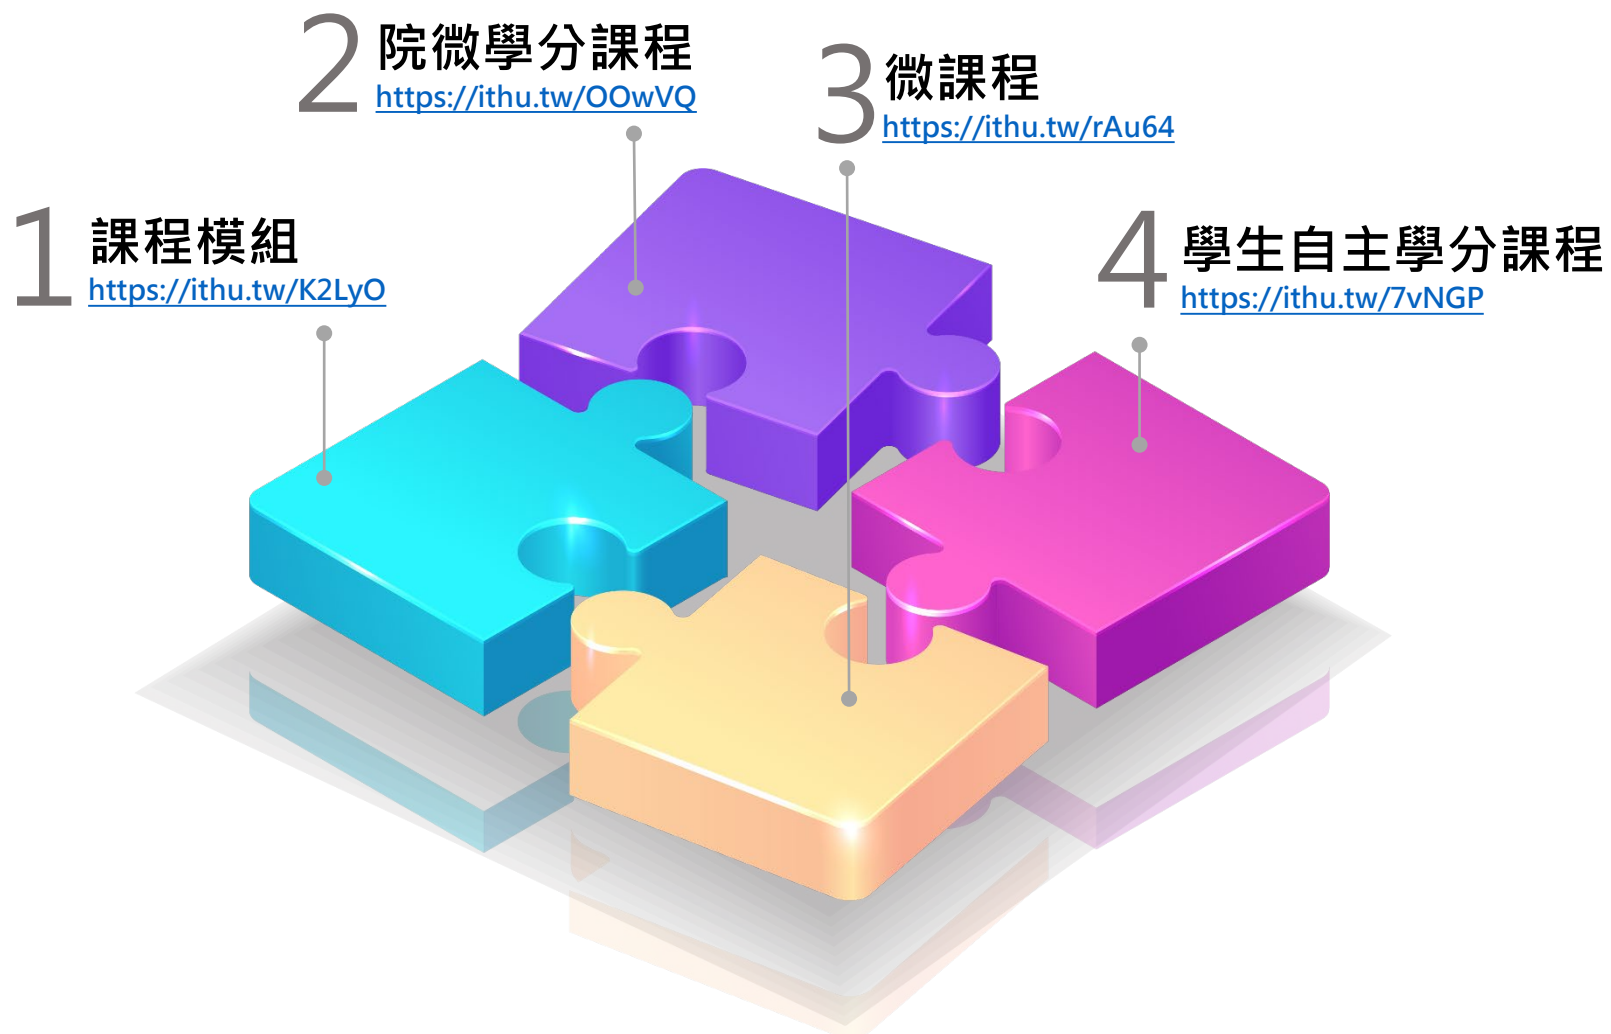 1 課程模組
https://ithu.tw/K2LyO
2 院微學分課程
https://ithu.tw/OOwVQ
3 微課程
https://ithu.tw/rAu64
4 學生自主學分課程
https://ithu.tw/7vNGP